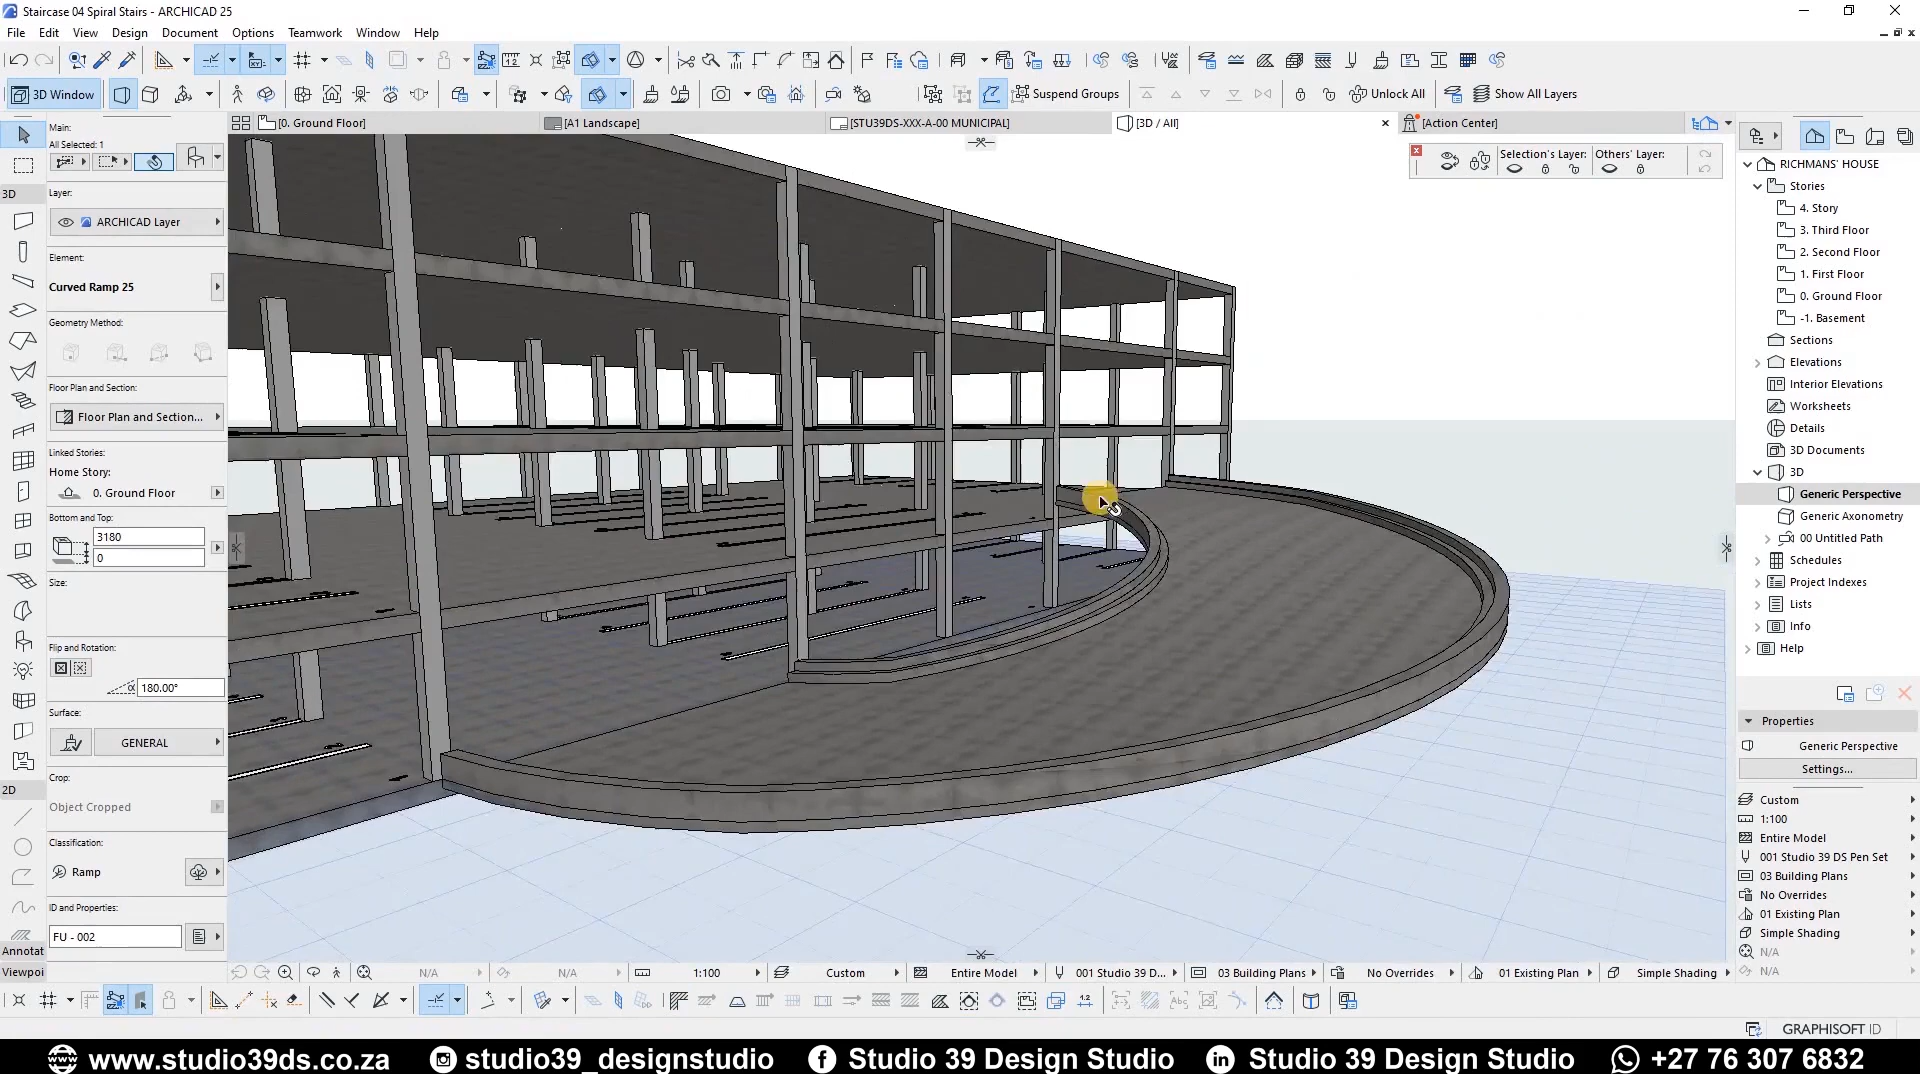 Staircase 04 Spiral Stairs - ARCHICAD 25
File Edit View Design Document Options Teamwork Window Help
3D Window
Suspend Groups
Unlock All
Show All Layers
Main:
All Selected: 1
[0. Ground Floor]
[A1 Landscape]
[STU39DS-XXX-A-00 MUNICIPAL]
[3D / All]
[Action Center]
Selection's Layer:
Others' Layer:
3D
Layer:
ARCHICAD Layer
Element:
Curved Ramp 25
Geometry Method:
Floor Plan and Section:
Floor Plan and Section...
Linked Stories:
Home Story:
0. Ground Floor
Bottom and Top:
3180
0
Size:
Flip and Rotation:
α
180.00°
Surface:
GENERAL
Crop:
2D
Object Cropped
Classification:
Ramp
ID and Properties:
FU - 002
Annotat
Viewpoi
RICHMANS' HOUSE
Stories
4. Story
3. Third Floor
2. Second Floor
1. First Floor
0. Ground Floor
-1. Basement
Sections
Elevations
Interior Elevations
Worksheets
Details
3D Documents
3D
Generic Perspective
Generic Axonometry
00 Untitled Path
Schedules
Project Indexes
Lists
Info
Help
Properties
Generic Perspective
Settings...
Custom
1:100
Entire Model
001 Studio 39 DS Pen Set
03 Building Plans
No Overrides
01 Existing Plan
Simple Shading
N/A
N/A
N/A N/A 1:100 Custom Entire Model 001 Studio 39 D... 03 Building Plans No Overrides 01 Existing Plan Simple Shading
GRAPHISOFT ID
www.studio39ds.co.za studio39_designstudio Studio 39 Design Studio Studio 39 Design Studio +27 76 307 6832